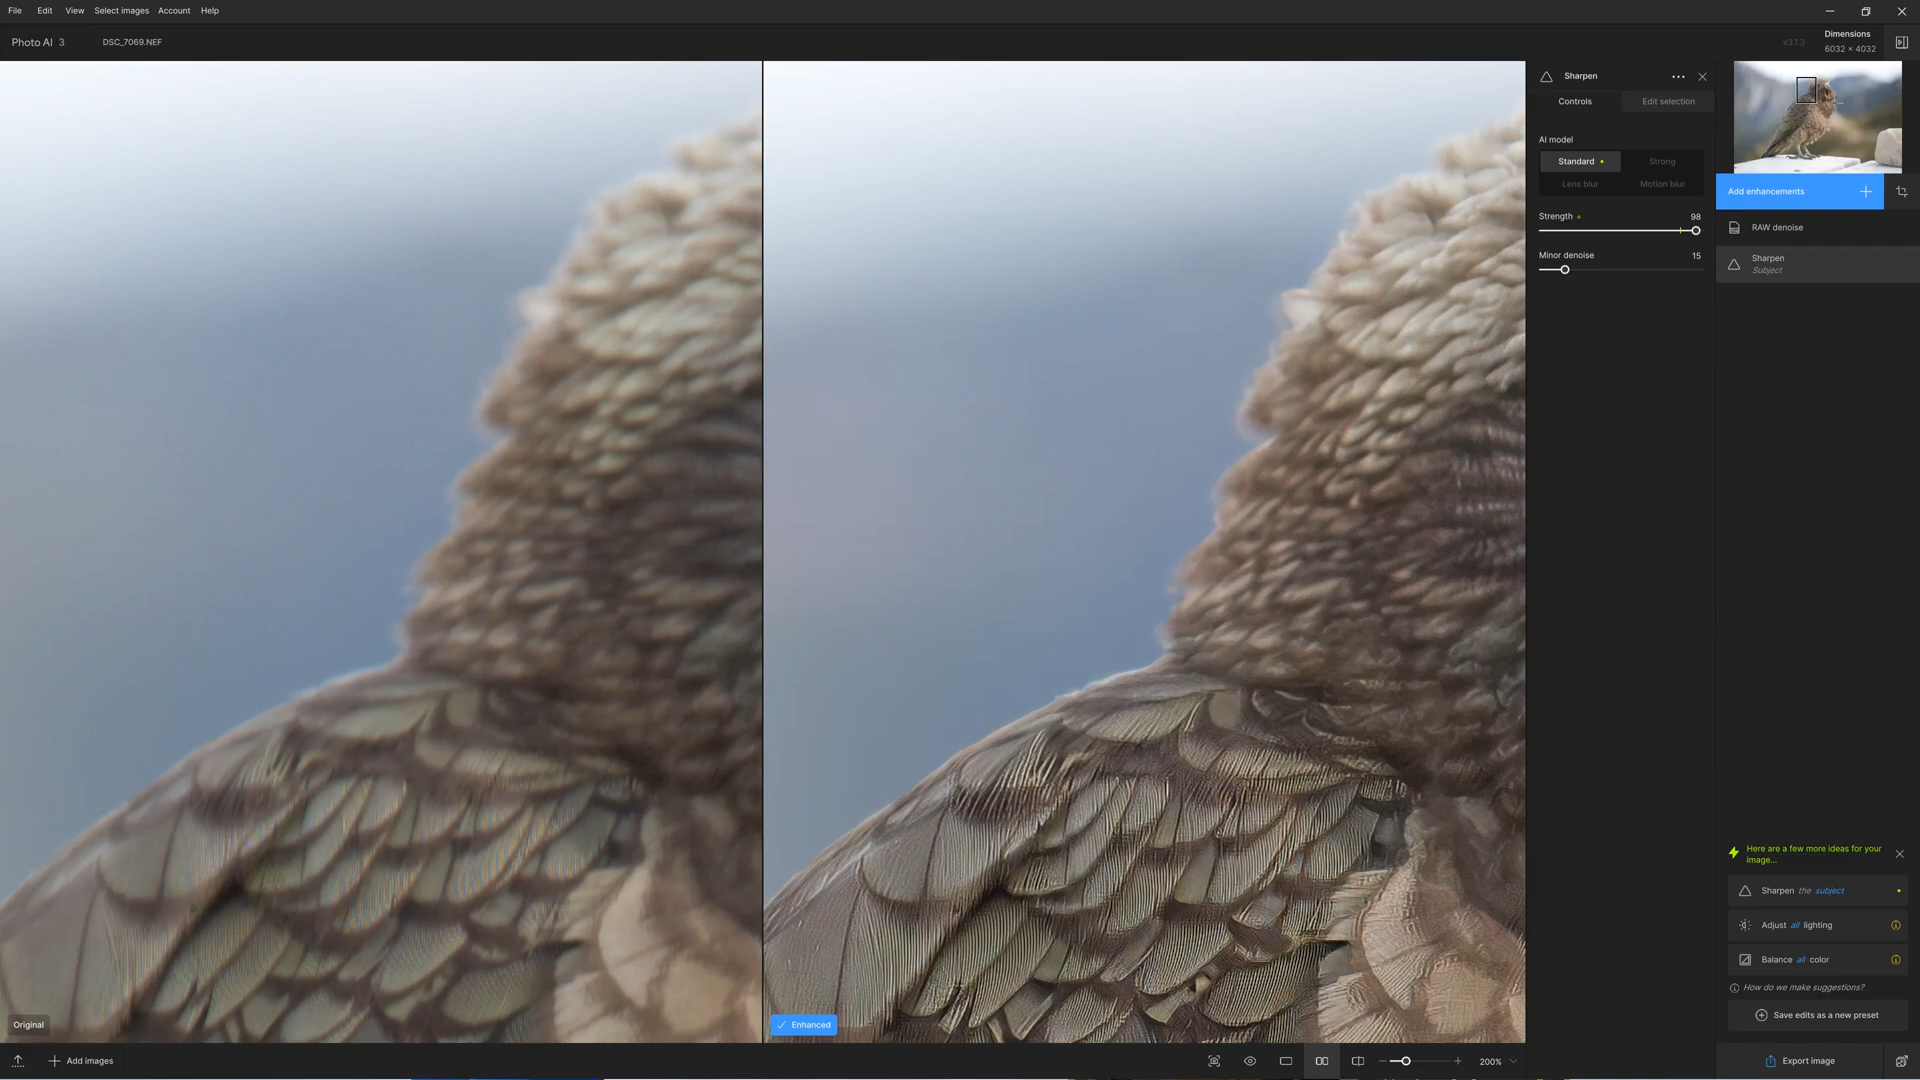 File Edit View Select images Account Help
Photo AI 3 DSC_7069.NEF v3.1.3 Dimensions
6032 × 4032
Sharpen
Controls Edit selection
AI model
Standard Strong
Lens blur Motion blur
Strength 98
Minor denoise 15
Add enhancements
RAW denoise
Sharpen
Subject
Here are a few more ideas for your
image...
Sharpen the subject
Adjust all lighting
Balance all color
How do we make suggestions?
Save edits as a new preset
Original
Enhanced
Add images
200%
Export image